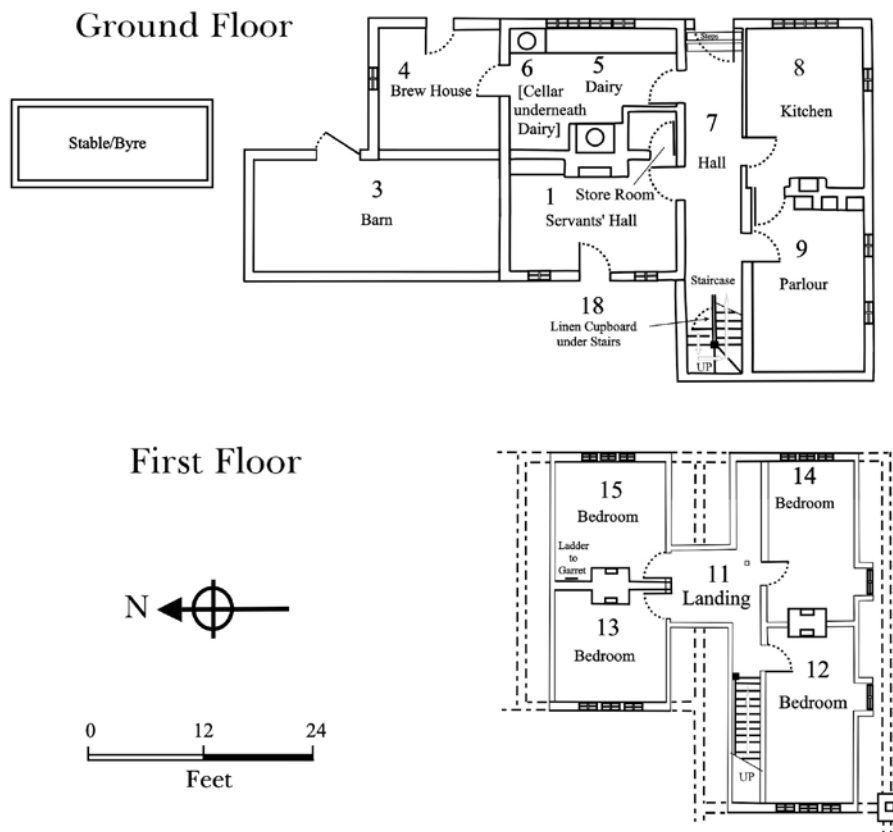 Ground Floor
Stable/Byre
4
Brew House
3
Barn
6
[Cellar
underneath
Dairy]
5
Dairy
Steps
7
Hall
8
Kitchen
1
Servants' Hall
Store Room
9
Parlour
Staircase
18
Linen Cupboard
under Stairs
UP
First Floor
15
Bedroom
Ladder
to
Garret
13
Bedroom
11
Landing
14
Bedroom
12
Bedroom
UP
N
0
12
24
Feet